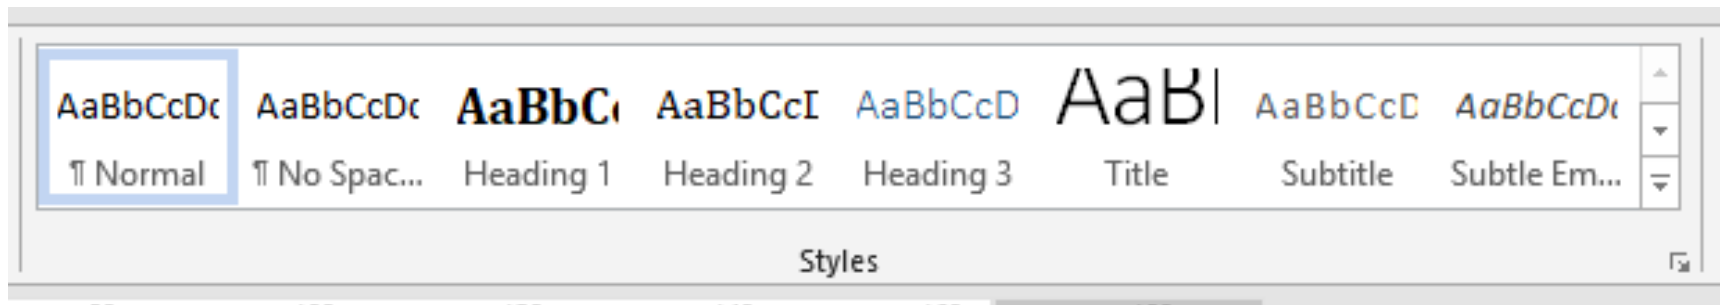 AaBbCcDc AaBbCcDc AaBbC AaBbCcI AaBbCcD AaB AaBbCcD AaBbCcDc
¶ Normal ¶ No Spac... Heading 1 Heading 2 Heading 3 Title Subtitle Subtle Em...
Styles